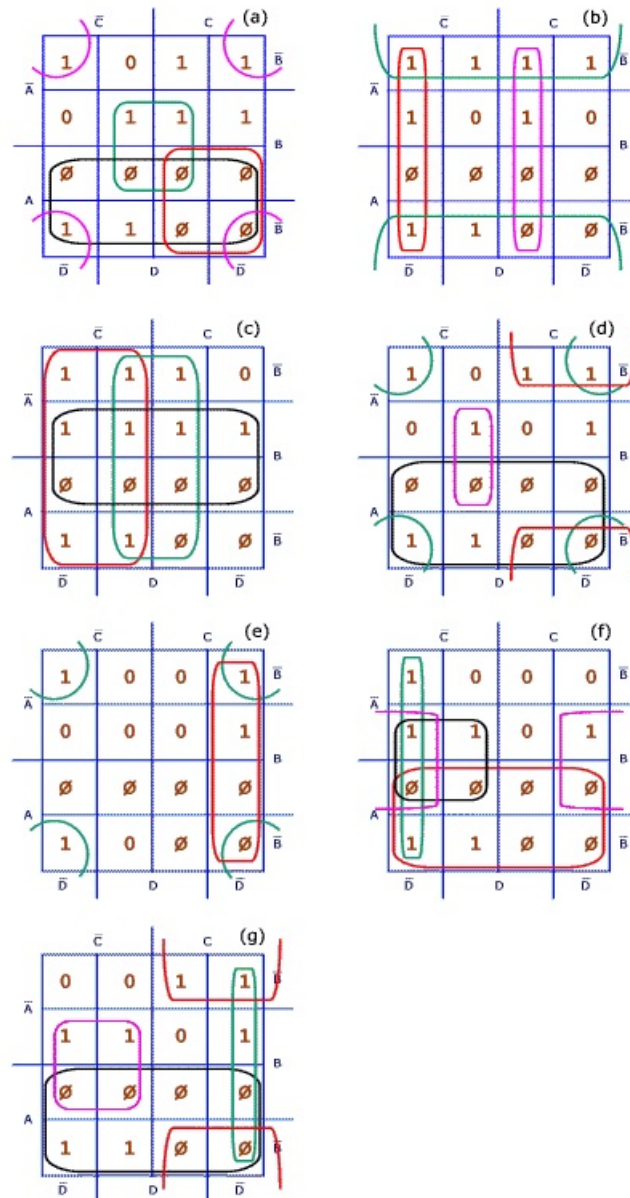 C̄ C (a)
1 0 1 1 B̄
Ā
0 1 1 1
B
Ø Ø Ø Ø
A
1 1 Ø Ø B̄
D̄ D D̄
C̄ C (b)
1 1 1 1 B̄
Ā
1 0 1 0
B
Ø Ø Ø Ø
A
1 1 Ø Ø B̄
D̄ D D̄
C̄ C (c)
1 1 1 0 B̄
Ā
1 1 1 1
B
Ø Ø Ø Ø
A
1 1 Ø Ø B̄
D̄ D D̄
C̄ C (d)
1 0 1 1 B̄
Ā
0 1 0 1
B
Ø Ø Ø Ø
A
1 1 Ø Ø B̄
D̄ D D̄
C̄ C (e)
1 0 0 1 B̄
Ā
0 0 0 1
B
Ø Ø Ø Ø
A
1 0 Ø Ø B̄
D̄ D D̄
C̄ C (f)
1 0 0 0 B̄
Ā
1 1 0 1
B
Ø Ø Ø Ø
A
1 1 Ø Ø B̄
D̄ D D̄
C̄ C (g)
0 0 1 1 B̄
Ā
1 1 0 1
B
Ø Ø Ø Ø
A
1 1 Ø Ø B̄
D̄ D D̄